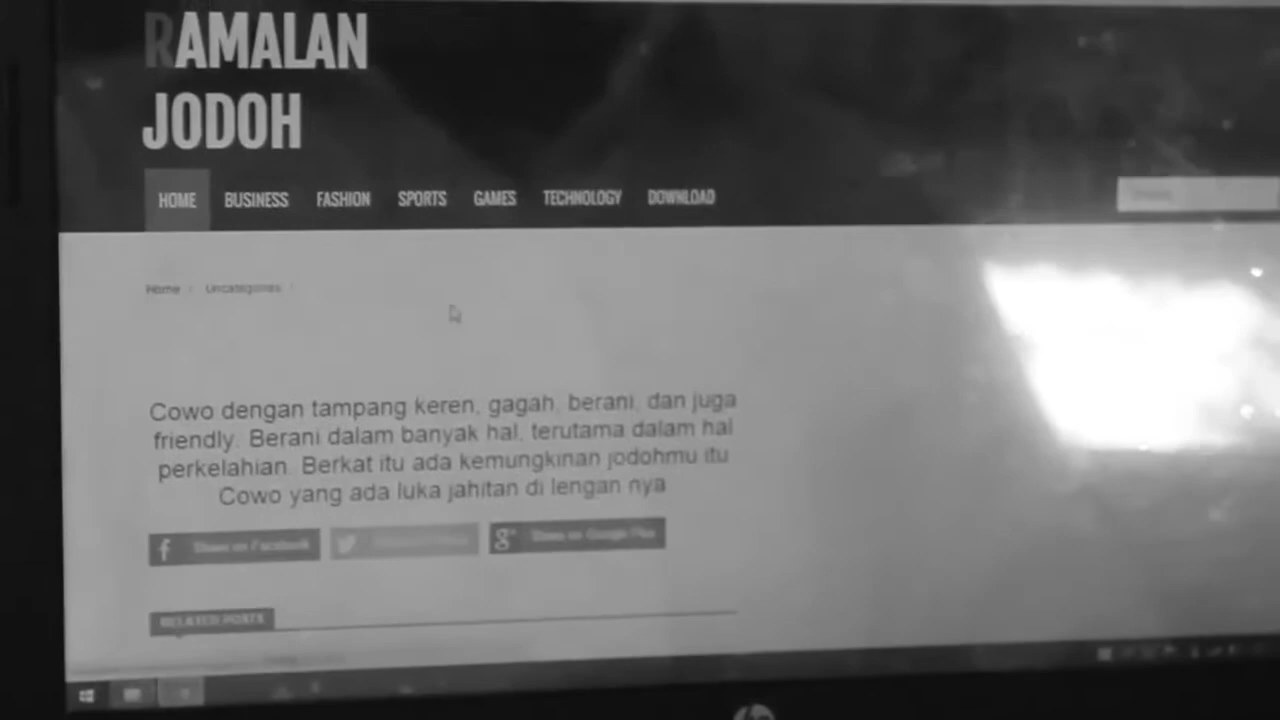 RAMALAN
JODOH
HOME BUSINESS FASHION SPORTS GAMES TECHNOLOGY DOWNLOAD
Home Uncategories
Cowo dengan tampang keren, gagah, berani, dan juga
friendly. Berani dalam banyak hal, terutama dalam hal
perkelahian. Berkat itu ada kemungkinan jodohmu itu
Cowo yang ada luka jahitan di lengan nya
f Share on Facebook g+ Share on Google Plus
RELATED POSTS
hp